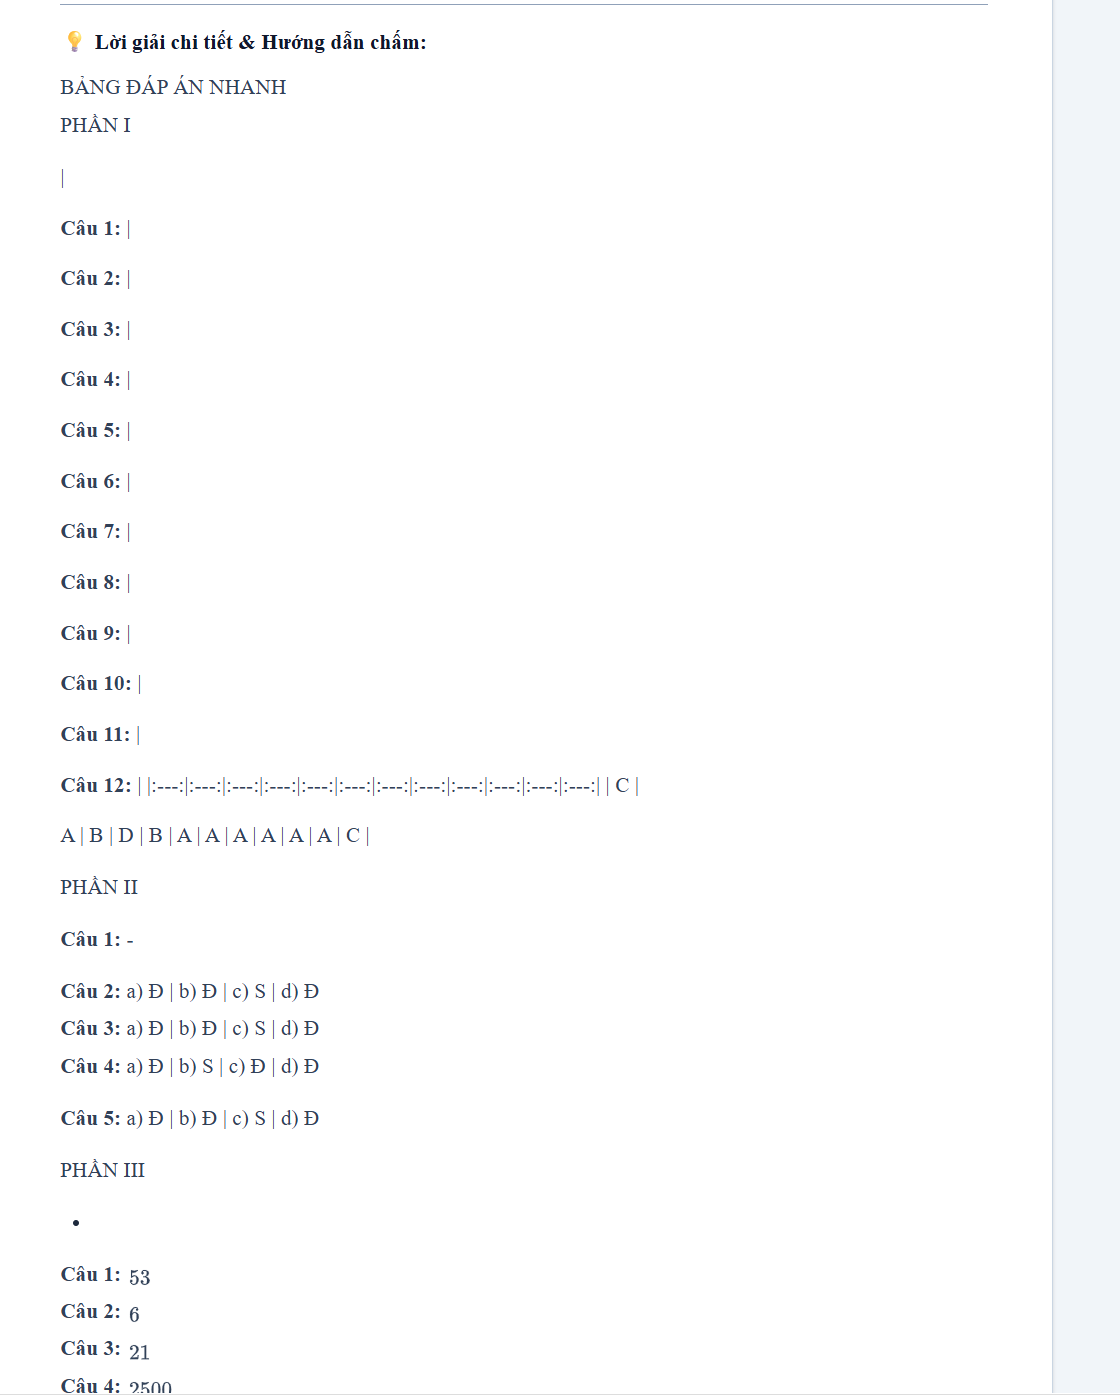 💡 Lời giải chi tiết & Hướng dẫn chấm:
BẢNG ĐÁP ÁN NHANH
PHẦN I
|
Câu 1: |
Câu 2: |
Câu 3: |
Câu 4: |
Câu 5: |
Câu 6: |
Câu 7: |
Câu 8: |
Câu 9: |
Câu 10: |
Câu 11: |
Câu 12: | |:---:|:---:|:---:|:---:|:---:|:---:|:---:|:---:|:---:|:---:|:---:|:---:| | C |
A | B | D | B | A | A | A | A | A | A | C |
PHẦN II
Câu 1: -
Câu 2: a) Đ | b) Đ | c) S | d) Đ
Câu 3: a) Đ | b) Đ | c) S | d) Đ
Câu 4: a) Đ | b) S | c) Đ | d) Đ
Câu 5: a) Đ | b) Đ | c) S | d) Đ
PHẦN III
•
Câu 1: 53
Câu 2: 6
Câu 3: 21
Câu 4: 2500